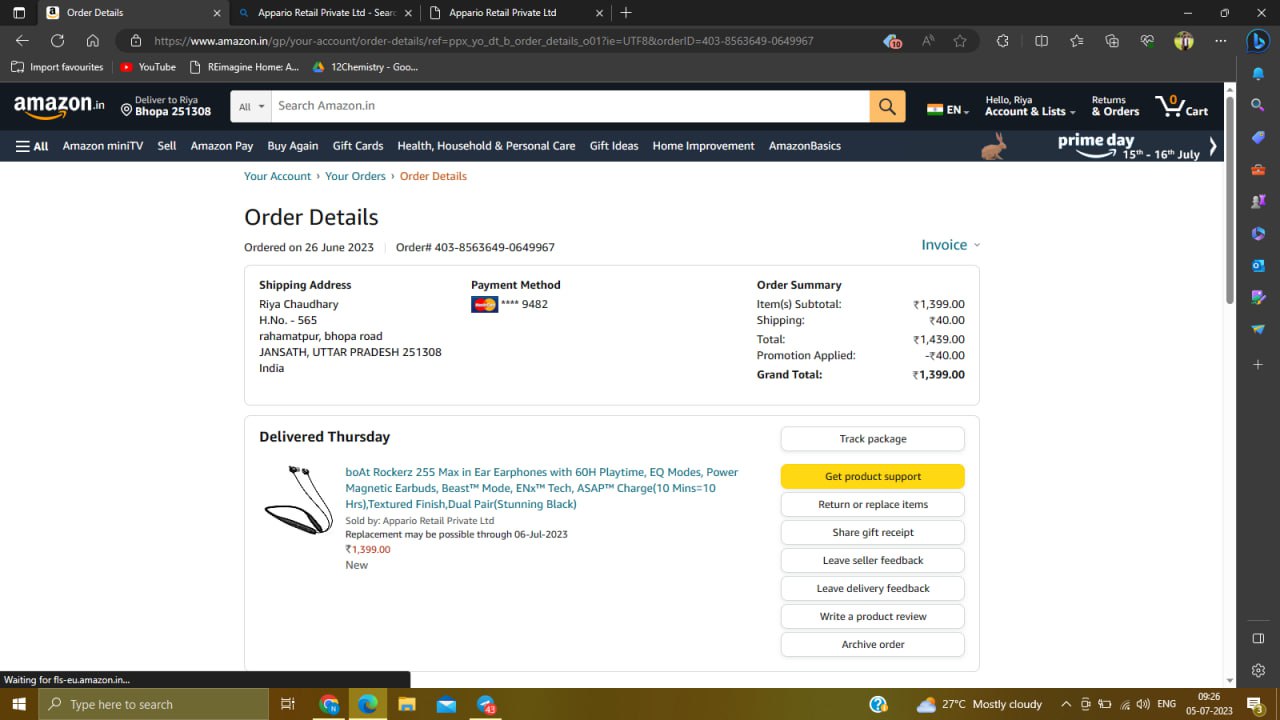 Order Details
Appario Retail Private Ltd - Searc
Appario Retail Private Ltd
https://www.amazon.in/gp/your-account/order-details/ref=ppx_yo_dt_b_order_details_o01?ie=UTF8&orderID=403-8563649-0649967
10
Import favourites
YouTube
REimagine Home: A...
12Chemistry - Goo...
amazon.in
Deliver to Riya
Bhopa 251308
All
Search Amazon.in
EN
Hello, Riya
Account & Lists
Returns
& Orders
0
Cart
All
Amazon miniTV
Sell
Amazon Pay
Buy Again
Gift Cards
Health, Household & Personal Care
Gift Ideas
Home Improvement
AmazonBasics
prime day
15th - 16th July
Your Account › Your Orders › Order Details
Order Details
Ordered on 26 June 2023
Order# 403-8563649-0649967
Invoice
Shipping Address
Riya Chaudhary
H.No. - 565
rahamatpur, bhopa road
JANSATH, UTTAR PRADESH 251308
India
Payment Method
**** 9482
Order Summary
Item(s) Subtotal: ₹1,399.00
Shipping: ₹40.00
Total: ₹1,439.00
Promotion Applied: -₹40.00
Grand Total: ₹1,399.00
Delivered Thursday
boAt Rockerz 255 Max in Ear Earphones with 60H Playtime, EQ Modes, Power
Magnetic Earbuds, Beast™ Mode, ENx™ Tech, ASAP™ Charge(10 Mins=10
Hrs),Textured Finish,Dual Pair(Stunning Black)
Sold by: Appario Retail Private Ltd
Replacement may be possible through 06-Jul-2023
₹1,399.00
New
Track package
Get product support
Return or replace items
Share gift receipt
Leave seller feedback
Leave delivery feedback
Write a product review
Archive order
Waiting for fls-eu.amazon.in...
Type here to search
43
27°C Mostly cloudy
ENG
09:26
05-07-2023
3